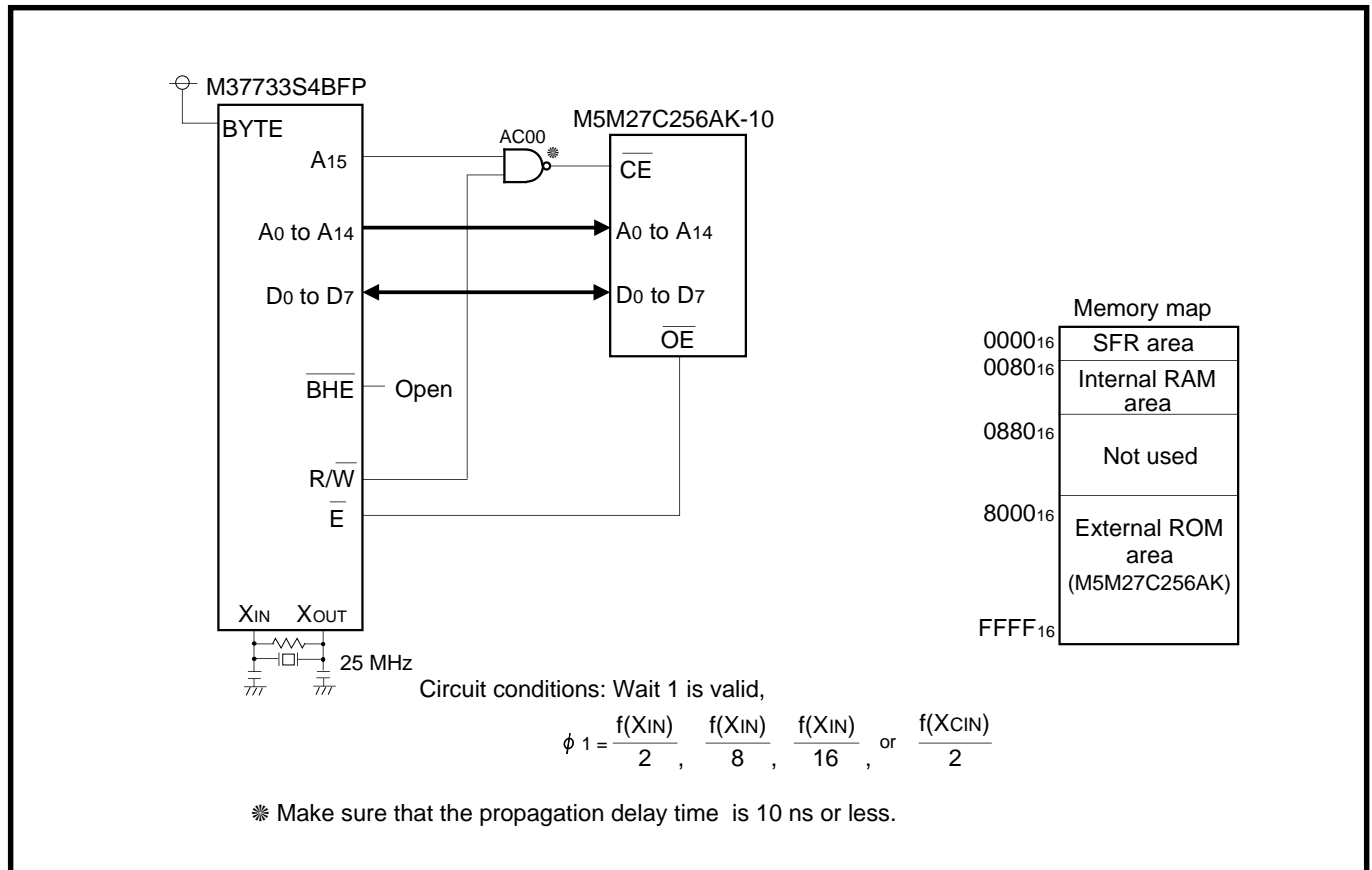 M37733S4BFP
BYTE
A15
A0 to A14
D0 to D7
BHE
Open
R/W
E
XIN XOUT
25 MHz
AC00
M5M27C256AK-10
CE
A0 to A14
D0 to D7
OE
Memory map
000016
SFR area
008016
Internal RAM
area
088016
Not used
800016
External ROM
area
(M5M27C256AK)
FFFF16
Circuit conditions: Wait 1 is valid,
ϕ 1 = f(XIN)/2 , f(XIN)/8 , f(XIN)/16 , or f(XCIN)/2
❋ Make sure that the propagation delay time is 10 ns or less.